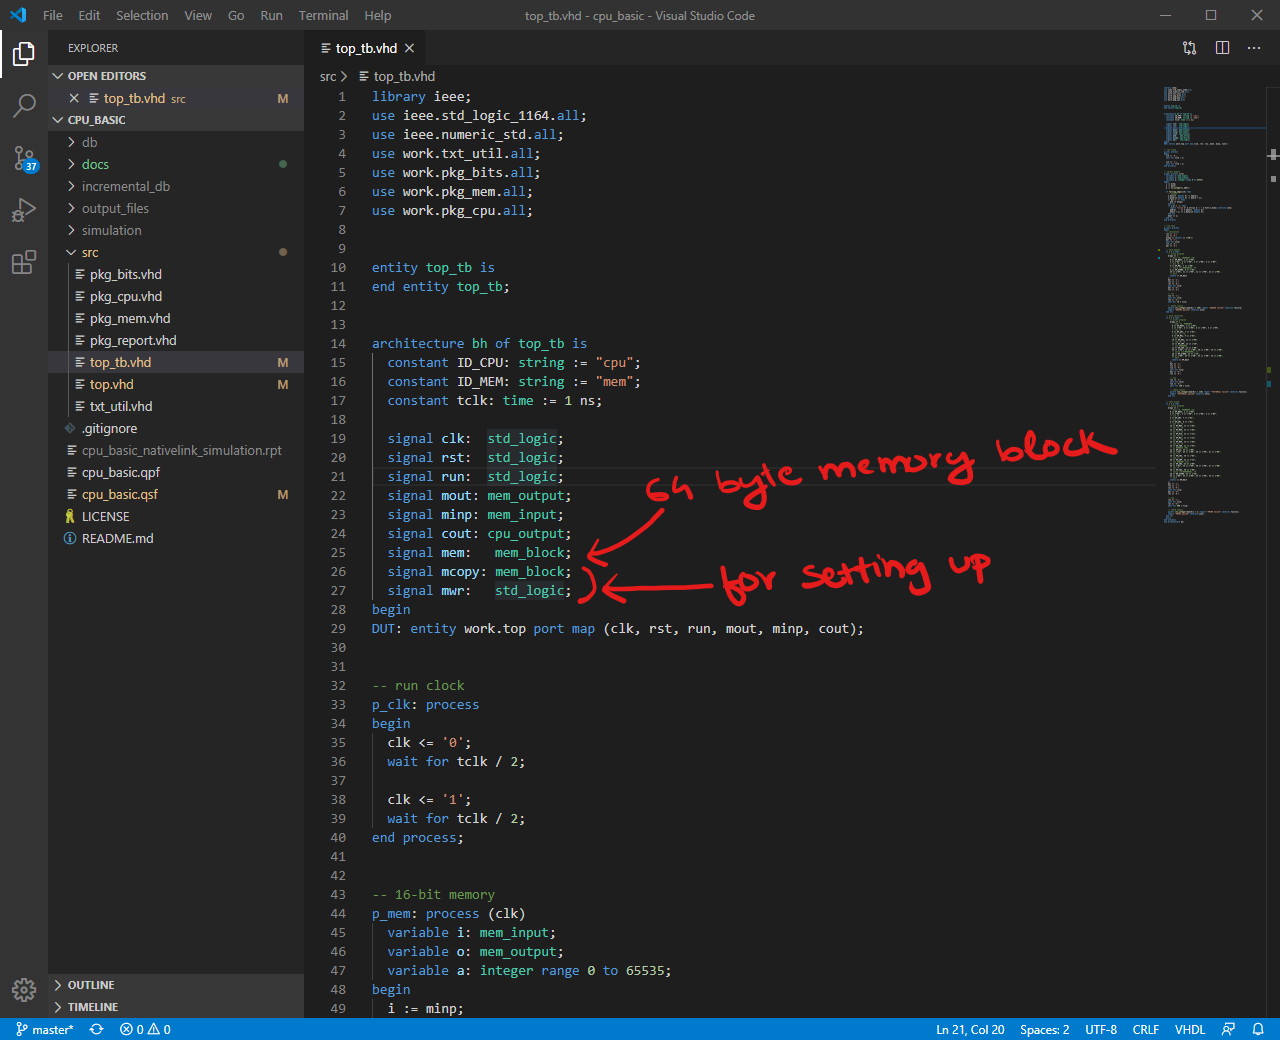 File Edit Selection View Go Run Terminal Help top_tb.vhd - cpu_basic - Visual Studio Code
EXPLORER
OPEN EDITORS
top_tb.vhd src M
CPU_BASIC
db
docs
incremental_db
output_files
simulation
src
pkg_bits.vhd
pkg_cpu.vhd
pkg_mem.vhd
pkg_report.vhd
top_tb.vhd M
top.vhd M
txt_util.vhd
.gitignore
cpu_basic_nativelink_simulation.rpt
cpu_basic.qpf
cpu_basic.qsf M
LICENSE
README.md
37
OUTLINE
TIMELINE
top_tb.vhd
src > top_tb.vhd
1 library ieee;
2 use ieee.std_logic_1164.all;
3 use ieee.numeric_std.all;
4 use work.txt_util.all;
5 use work.pkg_bits.all;
6 use work.pkg_mem.all;
7 use work.pkg_cpu.all;
8
9
10 entity top_tb is
11 end entity top_tb;
12
13
14 architecture bh of top_tb is
15 constant ID_CPU: string := "cpu";
16 constant ID_MEM: string := "mem";
17 constant tclk: time := 1 ns;
18
19 signal clk: std_logic;
20 signal rst: std_logic;
21 signal run: std_logic;
22 signal mout: mem_output;
23 signal minp: mem_input;
24 signal cout: cpu_output;
25 signal mem: mem_block;
26 signal mcopy: mem_block;
27 signal mwr: std_logic;
28 begin
29 DUT: entity work.top port map (clk, rst, run, mout, minp, cout);
30
31
32 -- run clock
33 p_clk: process
34 begin
35 clk <= '0';
36 wait for tclk / 2;
37
38 clk <= '1';
39 wait for tclk / 2;
40 end process;
41
42
43 -- 16-bit memory
44 p_mem: process (clk)
45 variable i: mem_input;
46 variable o: mem_output;
47 variable a: integer range 0 to 65535;
48 begin
49 i := minp;
64 byte memory block
for setting up
master* 0 0 Ln 21, Col 20 Spaces: 2 UTF-8 CRLF VHDL